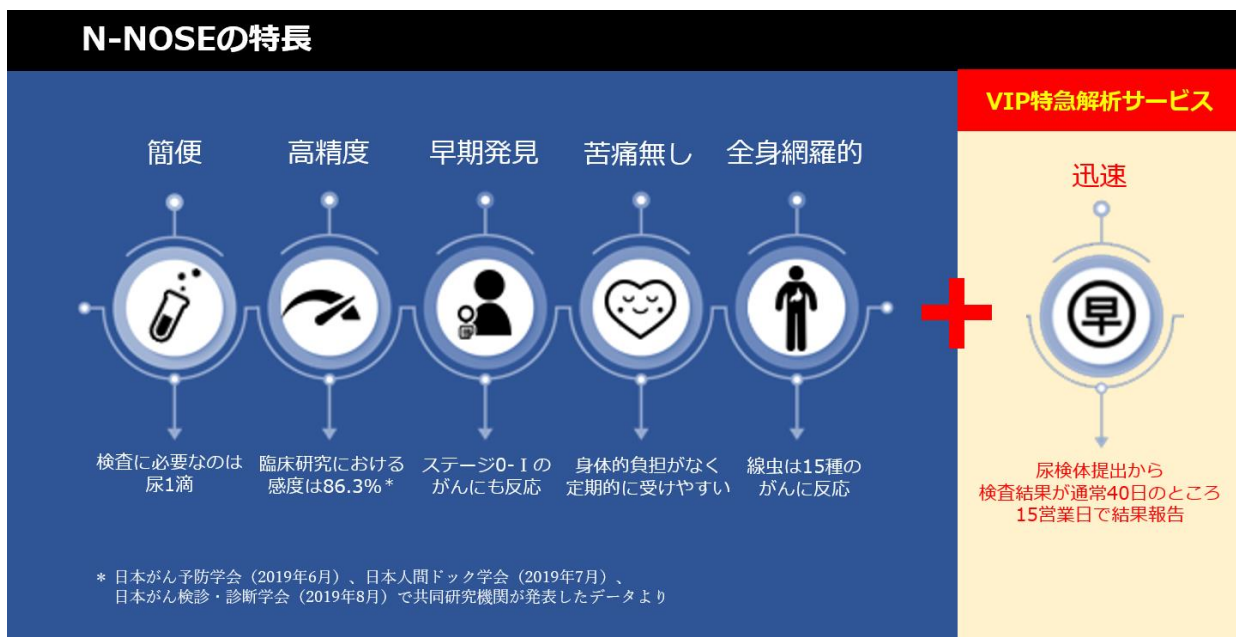 N-NOSEの特長
VIP特急解析サービス
簡便
高精度
早期発見
苦痛無し
全身網羅的
迅速
早
検査に必要なのは
尿1滴
臨床研究における
感度は86.3%*
ステージ0-Ⅰの
がんにも反応
身体的負担がなく
定期的に受けやすい
線虫は15種の
がんに反応
尿検体提出から
検査結果が通常40日のところ
15営業日で結果報告
* 日本がん予防学会（2019年6月）、日本人間ドック学会（2019年7月）、
日本がん検診・診断学会（2019年8月）で共同研究機関が発表したデータより